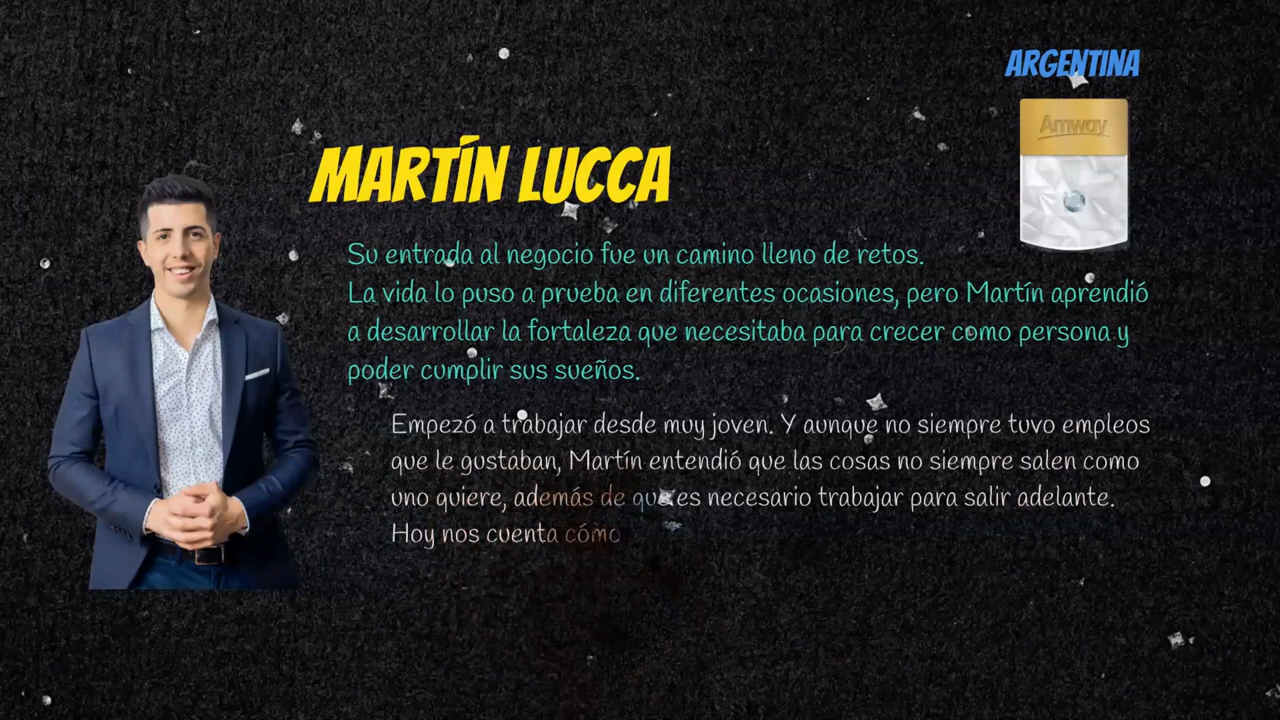 ARGENTINA
Amway
MARTÍN LUCCA
Su entrada al negocio fue un camino lleno de retos.
La vida lo puso a prueba en diferentes ocasiones, pero Martín aprendió
a desarrollar la fortaleza que necesitaba para crecer como persona y
poder cumplir sus sueños.
Empezó a trabajar desde muy joven. Y aunque no siempre tuvo empleos
que le gustaban, Martín entendió que las cosas no siempre salen como
uno quiere, además de que es necesario trabajar para salir adelante.
Hoy nos cuenta cómo